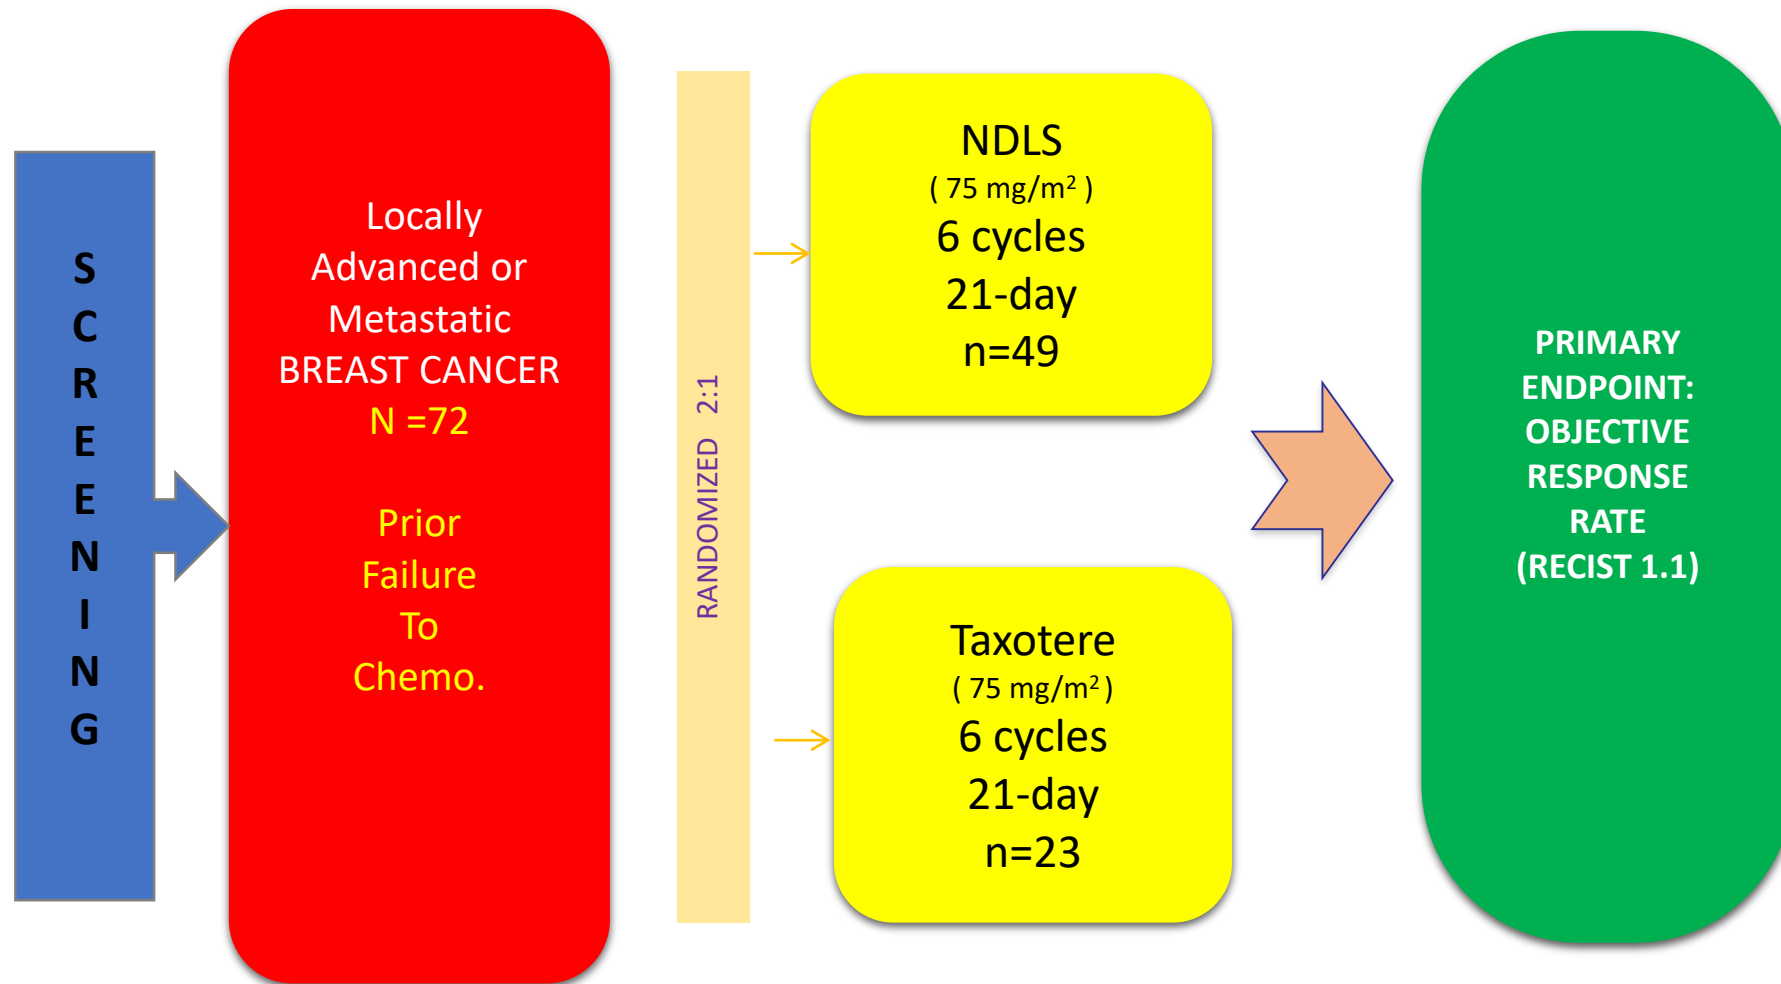 SCREENING
Locally
Advanced or
Metastatic
BREAST CANCER
N =72
Prior
Failure
To
Chemo.
RANDOMIZED 2:1
NDLS
( 75 mg/m² )
6 cycles
21-day
n=49
Taxotere
( 75 mg/m² )
6 cycles
21-day
n=23
PRIMARY
ENDPOINT:
OBJECTIVE
RESPONSE
RATE
(RECIST 1.1)